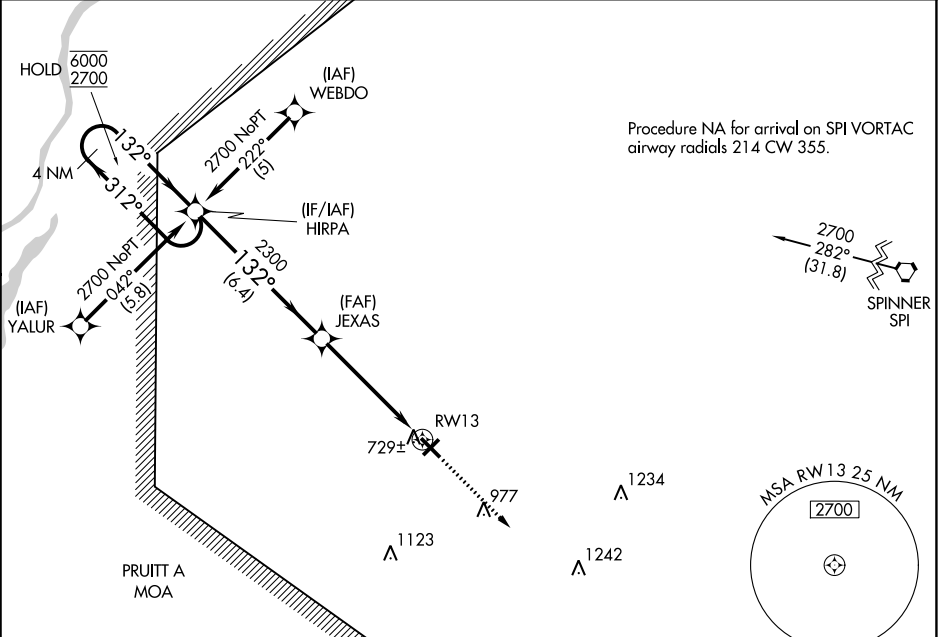 HOLD 6000
2700
(IAF)
WEBDO
Procedure NA for arrival on SPI VORTAC
airway radials 214 CW 355.
132°
2700 NoPT
222°
(5)
4 NM
312°
(IF/IAF)
HIRPA
2700
282°
(31.8)
SPINNER
SPI
2300
132°
(6.4)
2700 NoPT
042°
(5.8)
(IAF)
YALUR
(FAF)
JEXAS
RW13
729±
977
1234
1123
1242
MSA RW13 25 NM
2700
PRUITT A
MOA